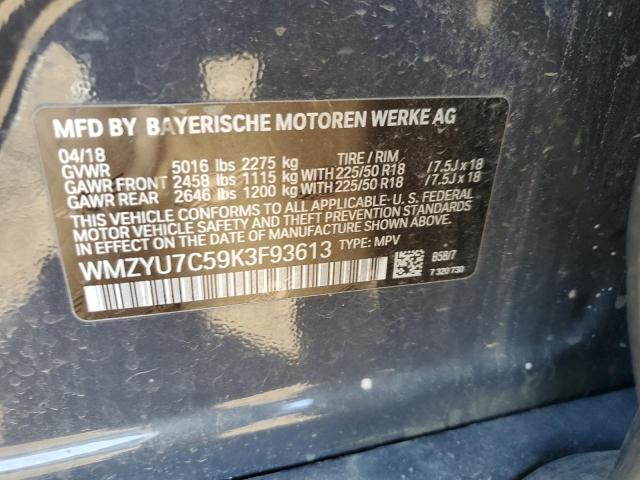 MFD BY BAYERISCHE MOTOREN WERKE AG
04/18
GVWR 5016 lbs 2275 kg TIRE / RIM
GAWR FRONT 2458 lbs 1115 kg WITH 225/50 R18 / 7.5J x 18
GAWR REAR 2646 lbs 1200 kg WITH 225/50 R18 / 7.5J x 18
THIS VEHICLE CONFORMS TO ALL APPLICABLE- U. S. FEDERAL
MOTOR VEHICLE SAFETY, AND THEFT PREVENTION STANDARDS
IN EFFECT ON THE DATE OF MANUFACTURE SHOWN ABOVE.
WMZYU7C59K3F93613 TYPE: MPV
B58/7
7 320 730